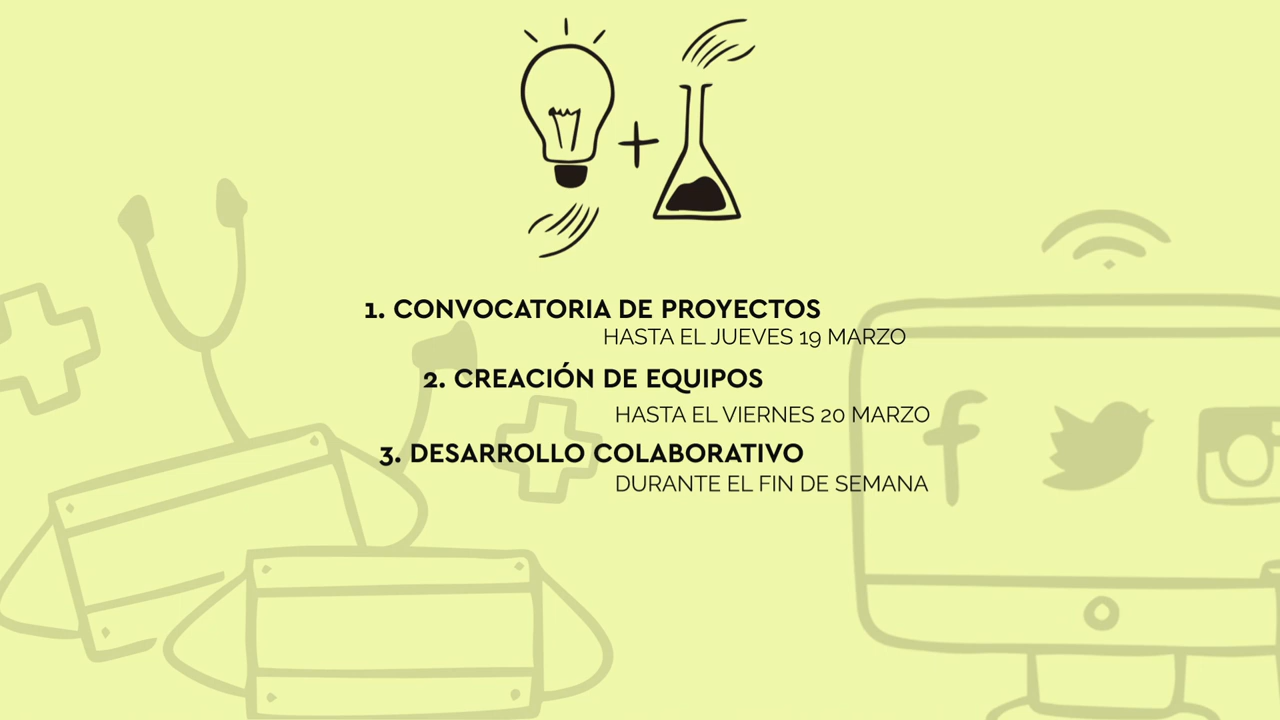 1. CONVOCATORIA DE PROYECTOS
HASTA EL JUEVES 19 MARZO
2. CREACIÓN DE EQUIPOS
HASTA EL VIERNES 20 MARZO
3. DESARROLLO COLABORATIVO
DURANTE EL FIN DE SEMANA